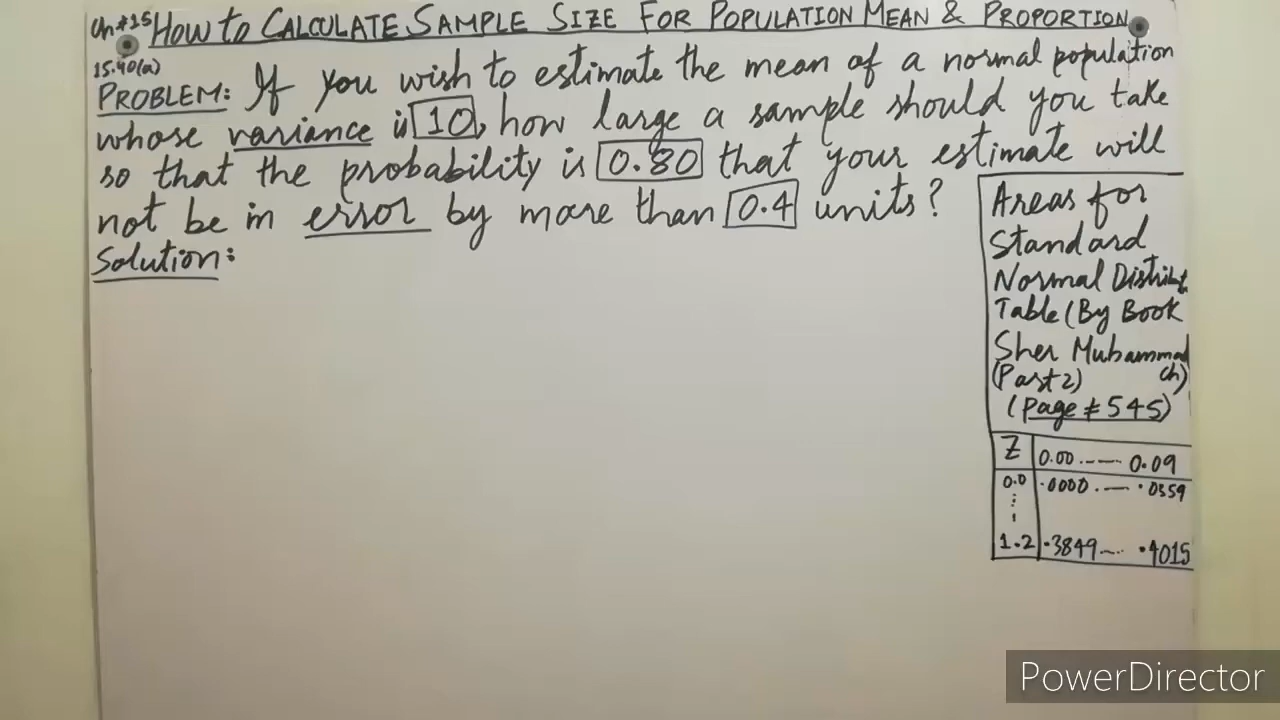 Ch#15 HOW to CALCULATE SAMPLE SIZE FOR POPULATION MEAN & PROPORTION
15.40(a)
PROBLEM: If you wish to estimate the mean of a normal population
whose variance is 10, how large a sample should you take
so that the probability is 0.80 that your estimate will
not be in error by more than 0.4 units?
Solution:
Areas for
Standard
Normal Distribt
Table (By Book
Sher Muhammad
(Part 2) Ch)
(Page # 545)
Z 0.00 ...... 0.09
0.0 .0000 ..... .0359
1.2 .3849 ..... .4015
PowerDirector